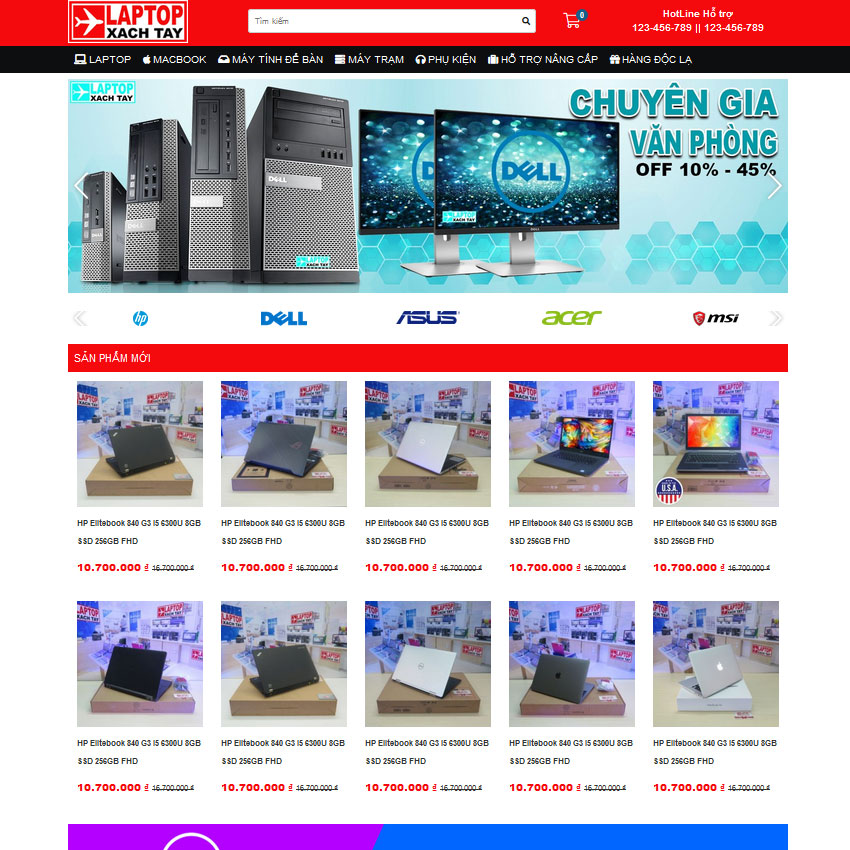 LAPTOP
XACH TAY
Tìm kiếm
0
HotLine Hỗ trợ
123-456-789 || 123-456-789
LAPTOP MACBOOK MÁY TÍNH ĐỂ BÀN MÁY TRẠM PHỤ KIỆN HỖ TRỢ NÂNG CẤP HÀNG ĐỘC LẠ
LAPTOP
XACH TAY
CHUYÊN GIA
VĂN PHÒNG
OFF 10% - 45%
DELL
DELL
LAPTOP
XACH TAY
LAPTOP
XACH TAY
hp DELL ASUS acer msi
SẢN PHẨM MỚI
HP Elitebook 840 G3 I5 6300U 8GB SSD 256GB FHD
10.700.000 ₫ 16.700.000 ₫
HP Elitebook 840 G3 I5 6300U 8GB SSD 256GB FHD
10.700.000 ₫ 16.700.000 ₫
HP Elitebook 840 G3 I5 6300U 8GB SSD 256GB FHD
10.700.000 ₫ 16.700.000 ₫
HP Elitebook 840 G3 I5 6300U 8GB SSD 256GB FHD
10.700.000 ₫ 16.700.000 ₫
U.S.A
HP Elitebook 840 G3 I5 6300U 8GB SSD 256GB FHD
10.700.000 ₫ 16.700.000 ₫
HP Elitebook 840 G3 I5 6300U 8GB SSD 256GB FHD
10.700.000 ₫ 16.700.000 ₫
HP Elitebook 840 G3 I5 6300U 8GB SSD 256GB FHD
10.700.000 ₫ 16.700.000 ₫
HP Elitebook 840 G3 I5 6300U 8GB SSD 256GB FHD
10.700.000 ₫ 16.700.000 ₫
HP Elitebook 840 G3 I5 6300U 8GB SSD 256GB FHD
10.700.000 ₫ 16.700.000 ₫
HP Elitebook 840 G3 I5 6300U 8GB SSD 256GB FHD
10.700.000 ₫ 16.700.000 ₫